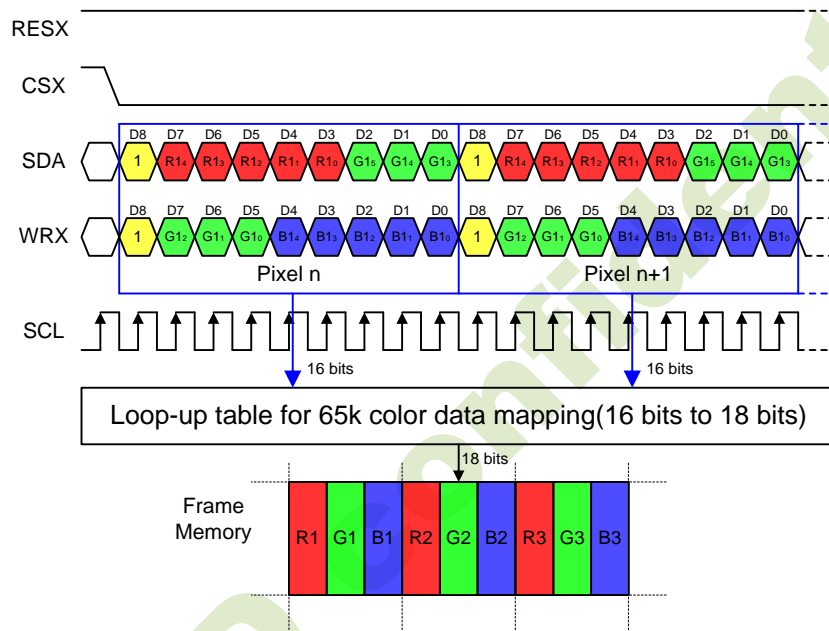 RESX
CSX
D8 D7 D6 D5 D4 D3 D2 D1 D0 D8 D7 D6 D5 D4 D3 D2 D1 D0
SDA 1 R14 R13 R12 R11 R10 G15 G14 G13 1 R14 R13 R12 R11 R10 G15 G14 G13
D8 D7 D6 D5 D4 D3 D2 D1 D0 D8 D7 D6 D5 D4 D3 D2 D1 D0
WRX 1 G12 G11 G10 B14 B13 B12 B11 B10 1 G12 G11 G10 B14 B13 B12 B11 B10
Pixel n Pixel n+1
SCL
16 bits 16 bits
Loop-up table for 65k color data mapping(16 bits to 18 bits)
18 bits
Frame
Memory
R1 G1 B1 R2 G2 B2 R3 G3 B3
confident